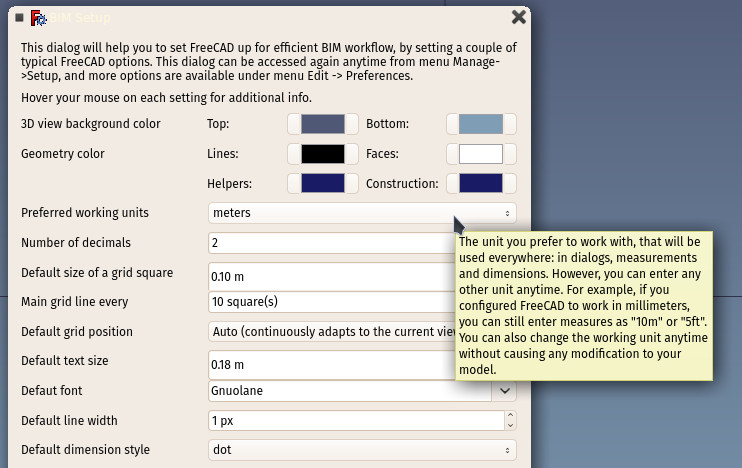 BIM Setup
This dialog will help you to set FreeCAD up for efficient BIM workflow, by setting a couple of
typical FreeCAD options. This dialog can be accessed again anytime from menu Manage-
>Setup, and more options are available under menu Edit -> Preferences.
Hover your mouse on each setting for additional info.
3D view background color Top: Bottom:
Geometry color Lines: Faces:
Helpers: Construction:
Preferred working units meters
Number of decimals 2
Default size of a grid square 0.10 m
Main grid line every 10 square(s)
Default grid position Auto (continuously adapts to the current
Default text size 0.18 m
Defaut font Gnuolane
Default line width 1 px
Default dimension style dot
The unit you prefer to work with, that will be
used everywhere: in dialogs, measurements
and dimensions. However, you can enter any
other unit anytime. For example, if you
configured FreeCAD to work in millimeters,
you can still enter measures as "10m" or "5ft".
You can also change the working unit anytime
without causing any modification to your
model.